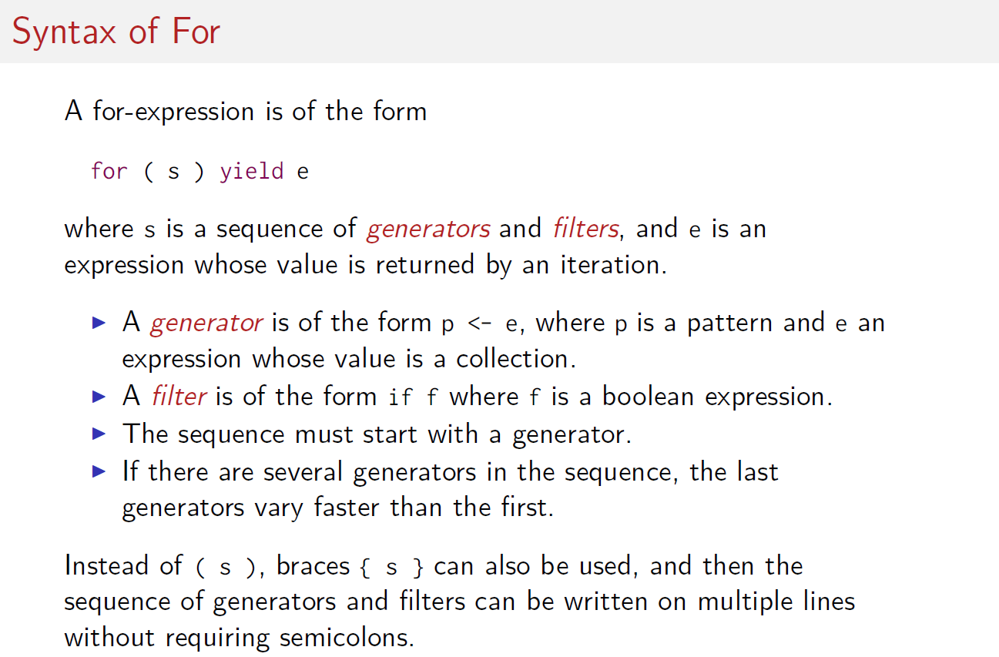 Syntax of For
A for-expression is of the form
for ( s ) yield e
where s is a sequence of generators and filters, and e is an
expression whose value is returned by an iteration.
▶ A generator is of the form p <- e, where p is a pattern and e an
expression whose value is a collection.
▶ A filter is of the form if f where f is a boolean expression.
▶ The sequence must start with a generator.
▶ If there are several generators in the sequence, the last
generators vary faster than the first.
Instead of ( s ), braces { s } can also be used, and then the
sequence of generators and filters can be written on multiple lines
without requiring semicolons.